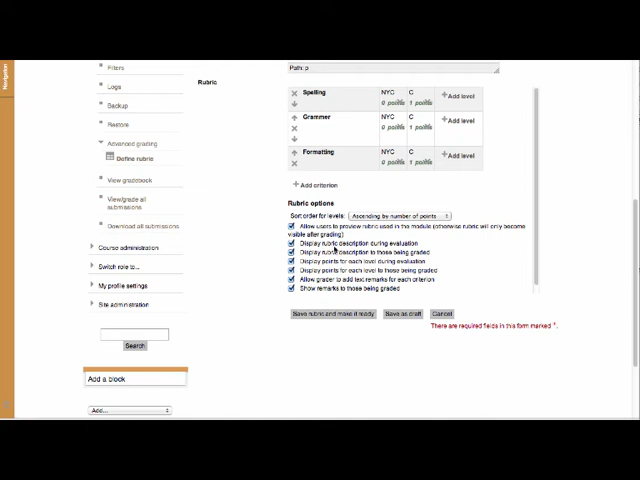 Navigation
Filters
Logs
Backup
Restore
Advanced grading
Define rubric
View gradebook
View/grade all
submissions
Download all submissions
Course administration
Switch role to...
My profile settings
Site administration
Search
Add a block
Add...
Path: p
Rubric
Spelling NYC C Add level
0 points 1 points
Grammer NYC C Add level
0 points 1 points
Formatting NYC C Add level
0 points 1 points
Add criterion
Rubric options
Sort order for levels: Ascending by number of points
Allow users to preview rubric used in the module (otherwise rubric will only become
visible after grading)
Display rubric description during evaluation
Display rubric description to those being graded
Display points for each level during evaluation
Display points for each level to those being graded
Allow grader to add text remarks for each criterion
Show remarks to those being graded
Save rubric and make it ready Save as draft Cancel
There are required fields in this form marked *.